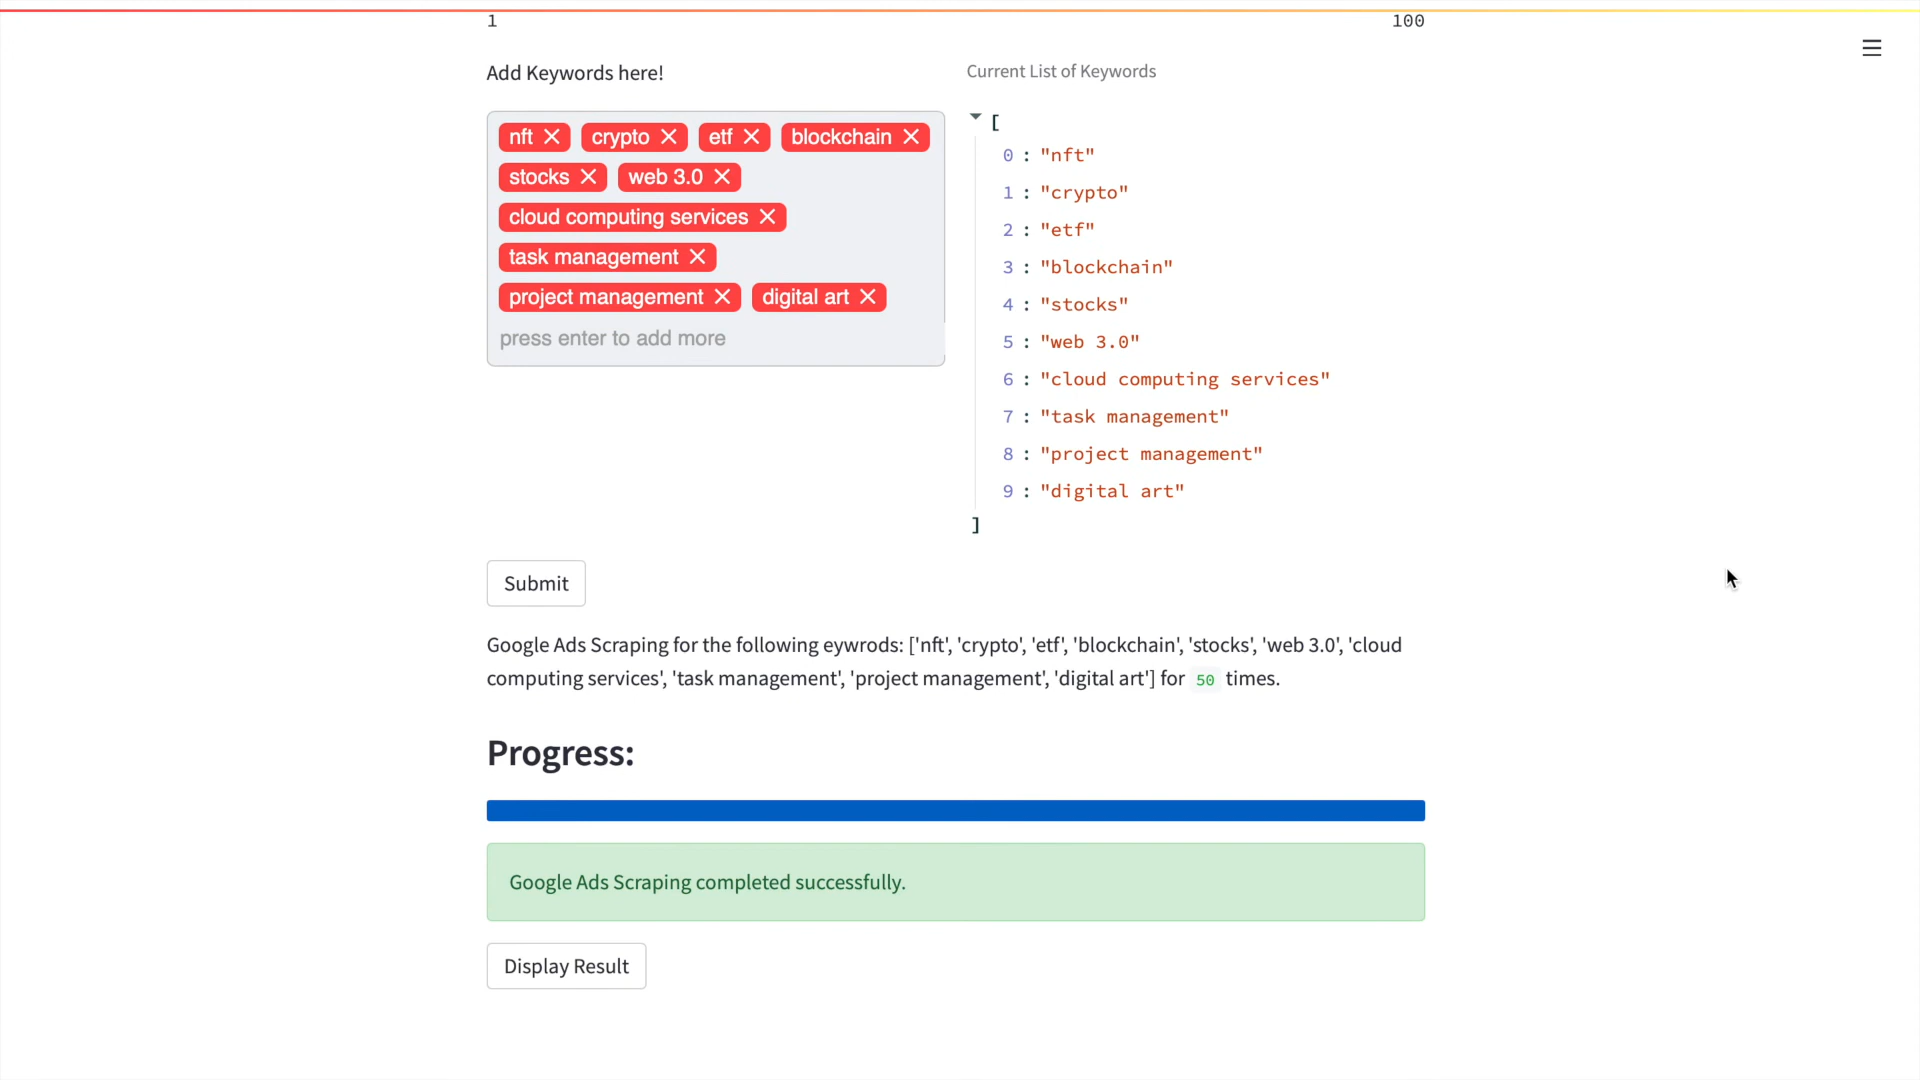 1 100
Add Keywords here!
Current List of Keywords
nft crypto etf blockchain
stocks web 3.0
cloud computing services
task management
project management digital art
press enter to add more
[
0 : "nft"
1 : "crypto"
2 : "etf"
3 : "blockchain"
4 : "stocks"
5 : "web 3.0"
6 : "cloud computing services"
7 : "task management"
8 : "project management"
9 : "digital art"
]
Submit
Google Ads Scraping for the following eywrods: ['nft', 'crypto', 'etf', 'blockchain', 'stocks', 'web 3.0', 'cloud
computing services', 'task management', 'project management', 'digital art'] for 50 times.
Progress:
Google Ads Scraping completed successfully.
Display Result